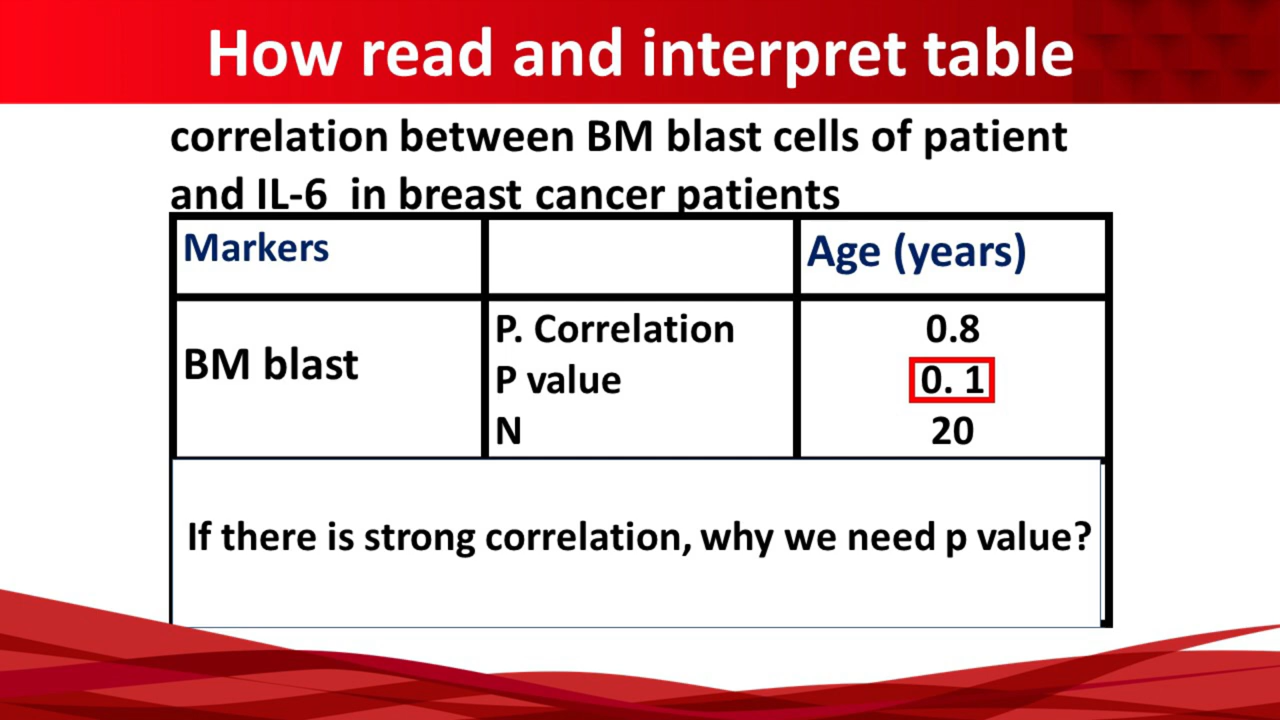 How read and interpret table
correlation between BM blast cells of patient
and IL-6 in breast cancer patients
Markers
Age (years)
BM blast
P. Correlation
0.8
P value
0. 1
N
20
If there is strong correlation, why we need p value?